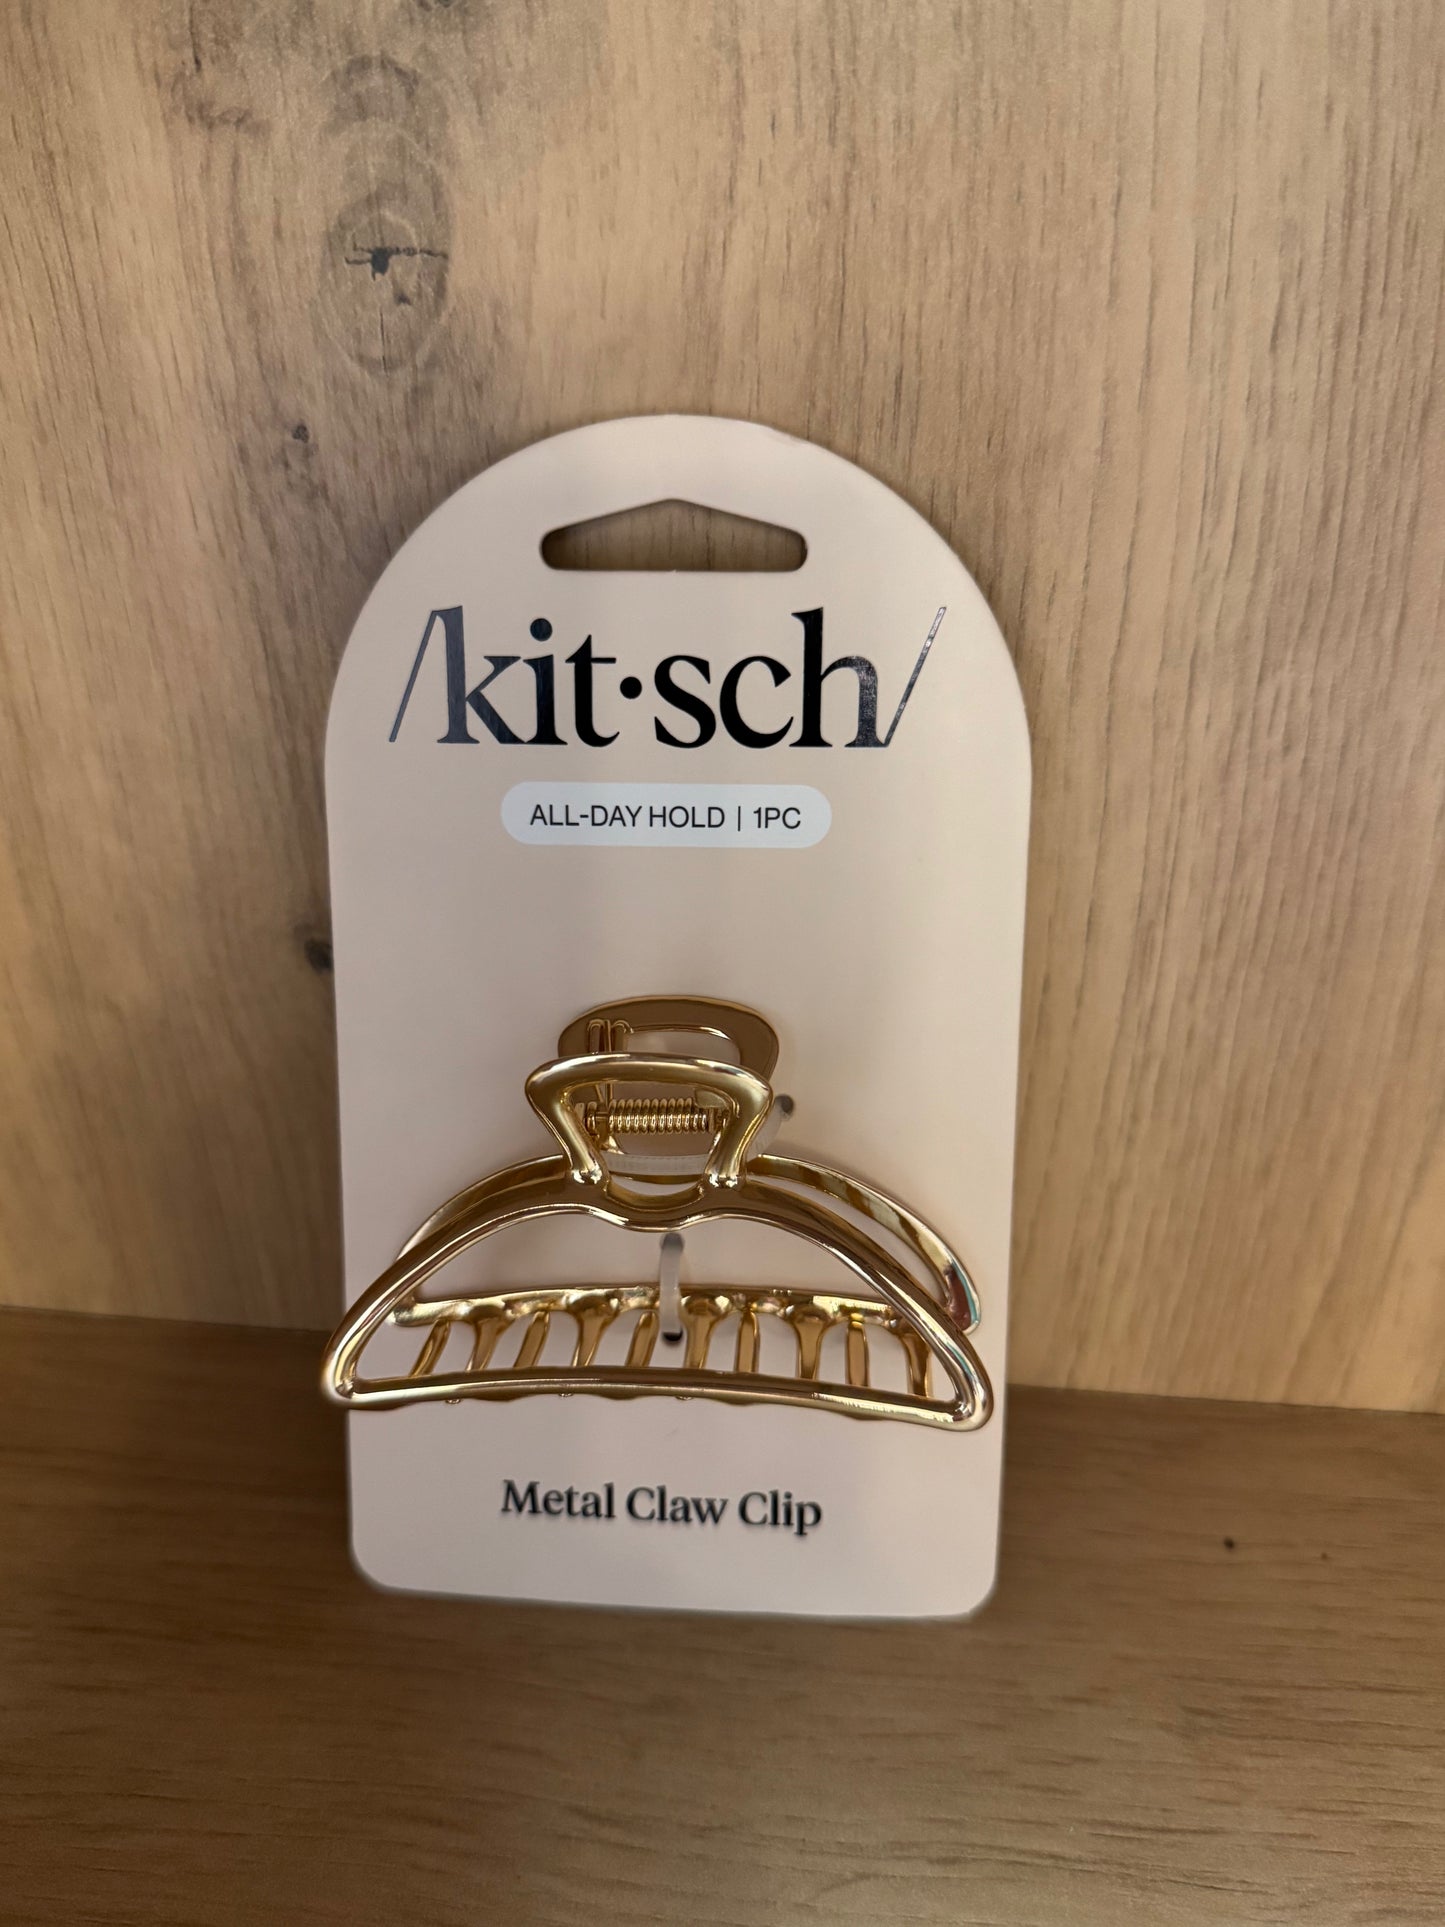 /kit·sch/
ALL-DAY HOLD | 1PC
Metal Claw Clip